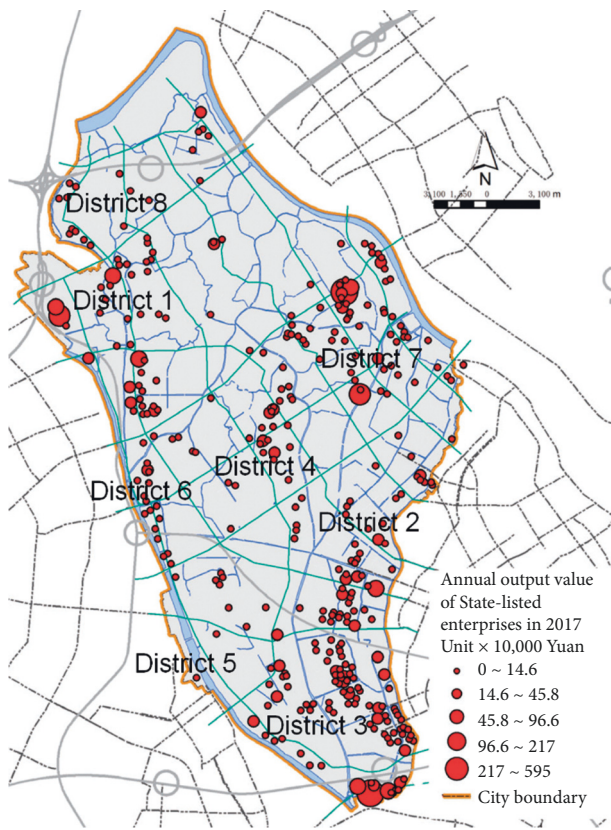 N
3,100 1,550 0 3,100 m
District 8
District 1
District 7
District 4
District 6
District 2
District 5
District 3
Annual output value
of State-listed
enterprises in 2017
Unit × 10,000 Yuan
0 ~ 14.6
14.6 ~ 45.8
45.8 ~ 96.6
96.6 ~ 217
217 ~ 595
City boundary